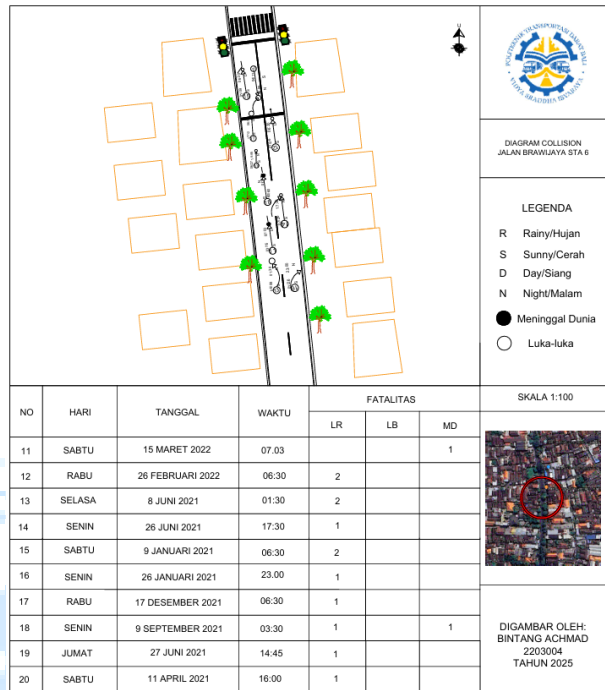 POLITEKNIK TRANSPORTASI DARAT BALI
DIAGRAM COLLISION
JALAN BRAWIJAYA STA 6
LEGENDA
R Rainy/Hujan
S Sunny/Cerah
D Day/Siang
N Night/Malam
Meninggal Dunia
Luka-luka
SKALA 1:100
NO HARI TANGGAL WAKTU FATALITAS
LR LB MD
11 SABTU 15 MARET 2022 07.03 1
12 RABU 26 FEBRUARI 2022 06:30 2
13 SELASA 8 JUNI 2021 01:30 2
14 SENIN 26 JUNI 2021 17:30 1
15 SABTU 9 JANUARI 2021 06:30 2
16 SENIN 26 JANUARI 2021 23.00 1
17 RABU 17 DESEMBER 2021 06:30 1
18 SENIN 9 SEPTEMBER 2021 03:30 1 1
19 JUMAT 27 JUNI 2021 14:45 1
20 SABTU 11 APRIL 2021 16:00 1
DIGAMBAR OLEH:
BINTANG ACHMAD
2203004
TAHUN 2025